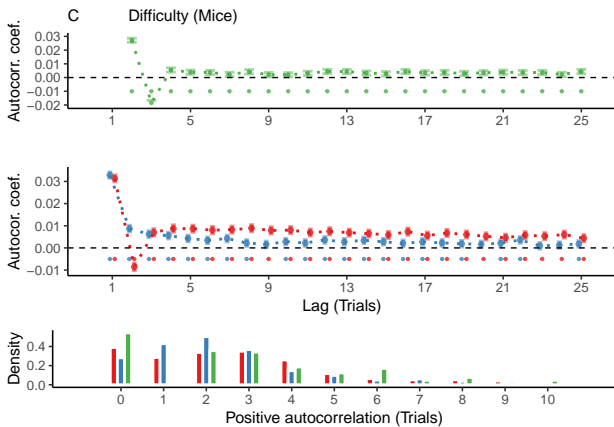 C Difficulty (Mice)
Autocorr. coef.
0.03
0.02
0.01
0.00
−0.01
−0.02
1 5 9 13 17 21 25
Autocor. coef.
0.03
0.02
0.01
0.00
−0.01
1 5 9 13 17 21 25
Lag (Trials)
Density
0.4
0.2
0.0
0 1 2 3 4 5 6 7 8 9 10
Positive autocorrelation (Trials)